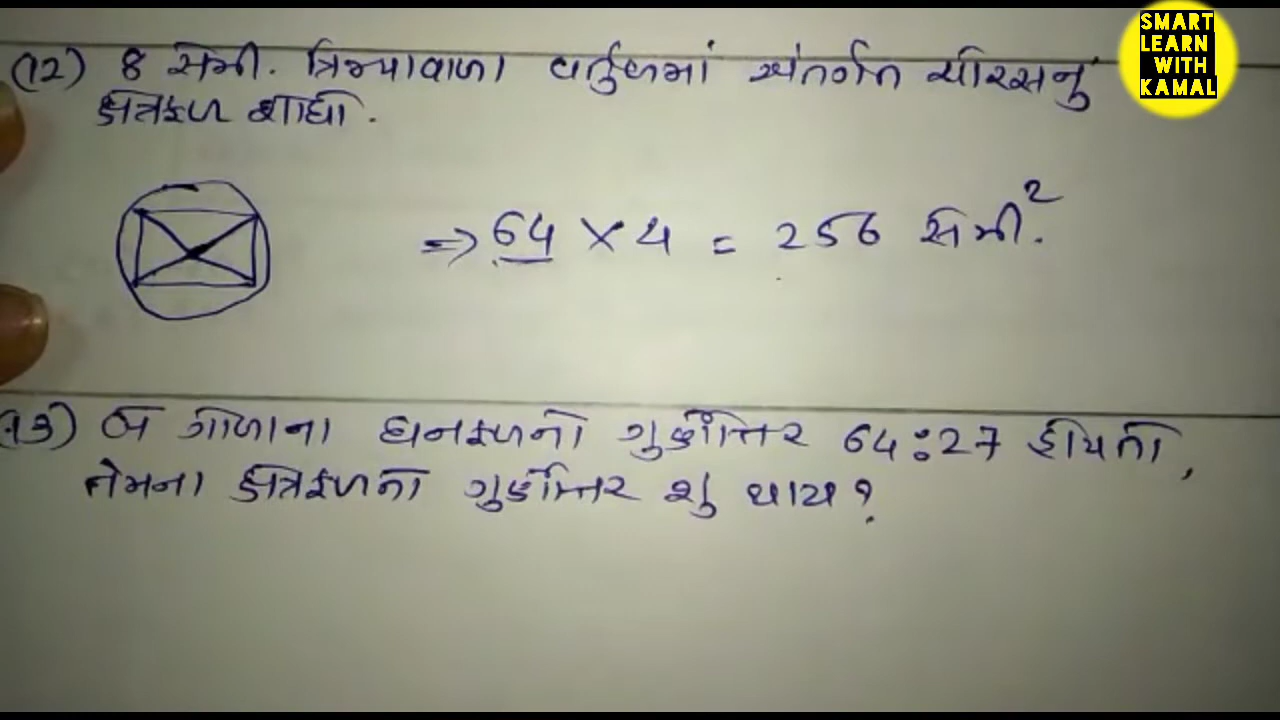 SMART
LEARN
WITH
KAMAL
(12) 8 સેમી. ત્રિજ્યાવાળા વર્તુળમાં અંતર્ગત ચોરસનું
ક્ષેત્રફળ શોધો.
⇒ 64 × 4 = 256 સેમી.²
(13) બે ગોળાના ઘનફળનો ગુણોત્તર 64:27 હોયતો,
તેમના ક્ષેત્રફળનો ગુણોત્તર શું થાય?